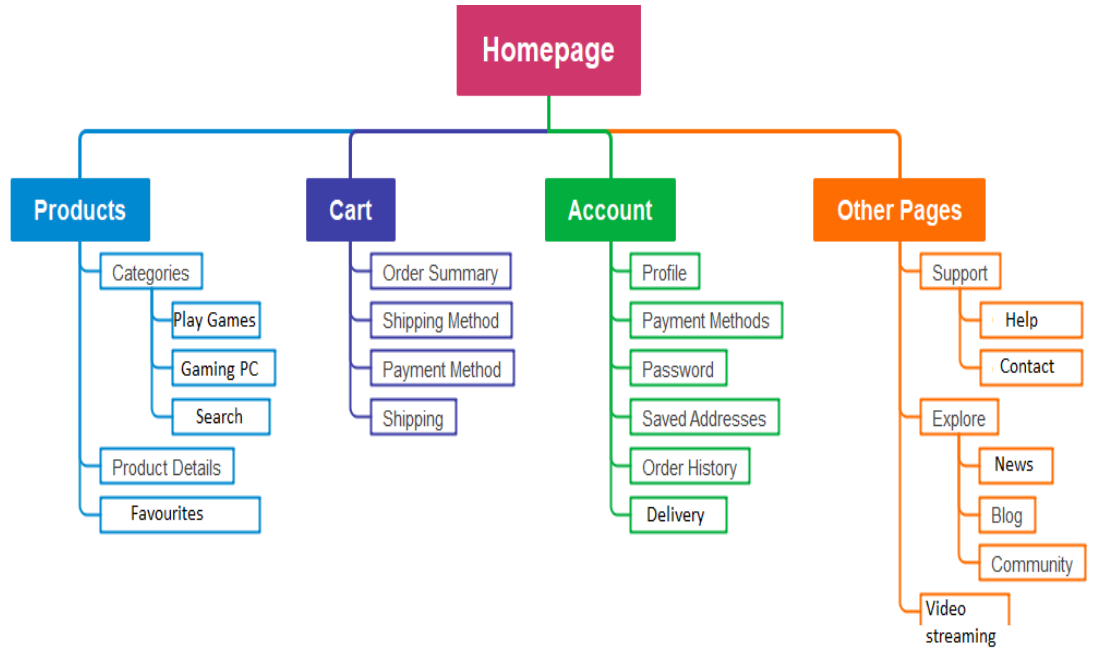 Homepage
Products
Categories
Play Games
Gaming PC
Search
Product Details
Favourites
Cart
Order Summary
Shipping Method
Payment Method
Shipping
Account
Profile
Payment Methods
Password
Saved Addresses
Order History
Delivery
Other Pages
Support
Help
Contact
Explore
News
Blog
Community
Video
streaming